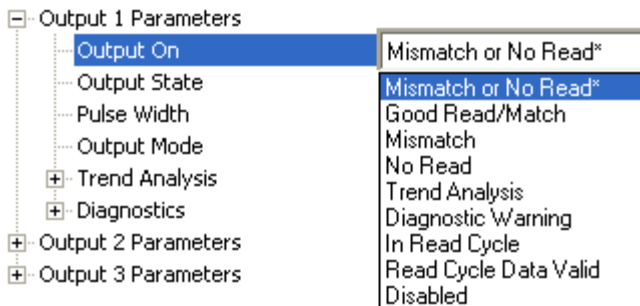 Output 1 Parameters
Output On
Mismatch or No Read*
Output State
Pulse Width
Output Mode
Trend Analysis
Diagnostics
Output 2 Parameters
Output 3 Parameters
Mismatch or No Read*
Good Read/Match
Mismatch
No Read
Trend Analysis
Diagnostic Warning
In Read Cycle
Read Cycle Data Valid
Disabled